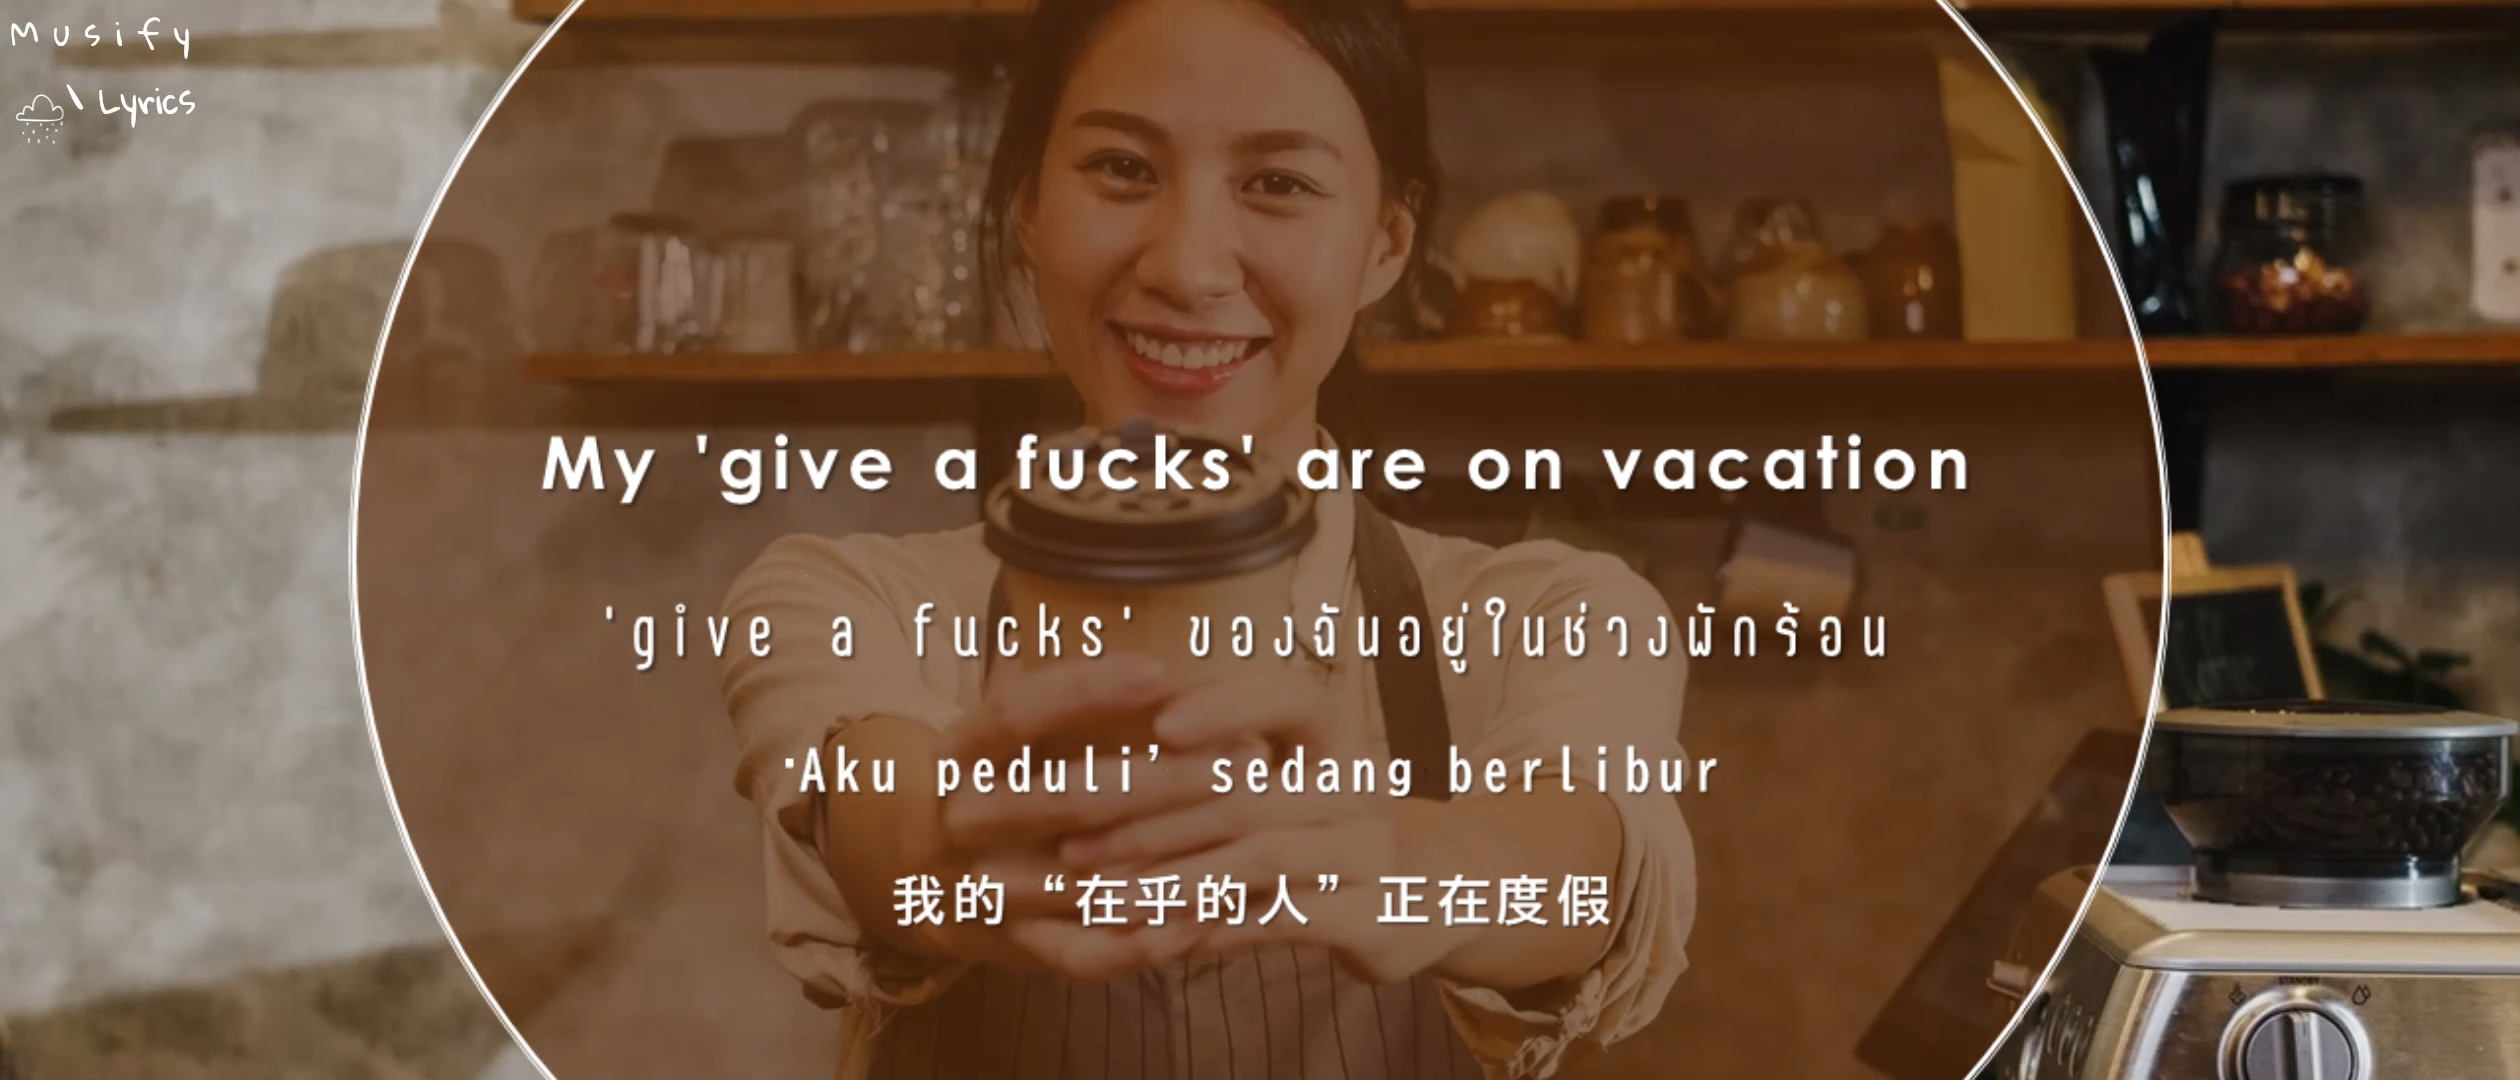 Musify
Lyrics
My 'give a fucks' are on vacation
'give a fucks' ของฉันอยู่ในช่วงพักร้อน
'Aku peduli’ sedang berlibur
我的“在乎的人”正在度假
STANDBY